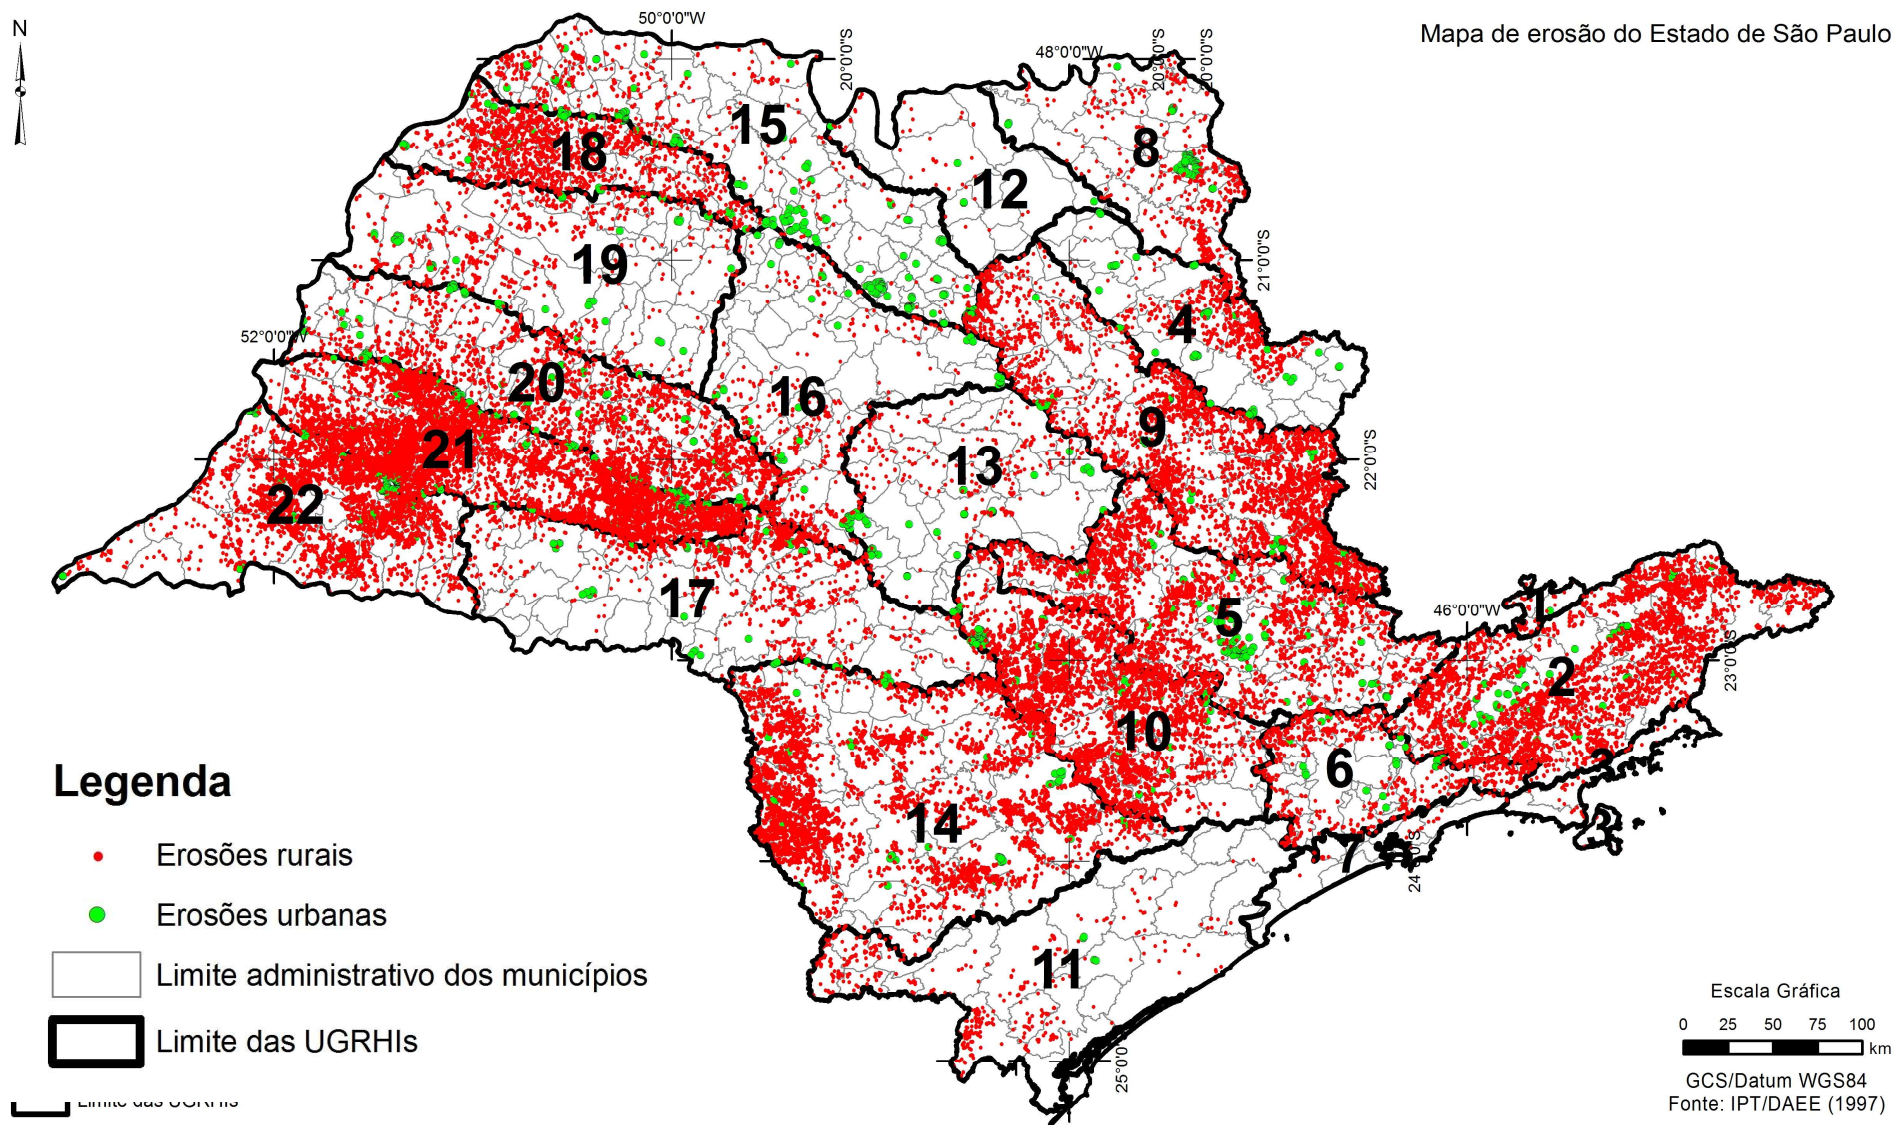 Mapa de erosão do Estado de São Paulo
N
50°0'0"W
48°0'0"W
20°0'0"S
20°0'0"S
20°0'0"S
15
18
8
12
19
21°0'0"S
4
52°0'0"W
20
16
9
21
13
22°0'0"S
22
17
5
46°0'0"W
1
2
23°0'0"S
10
6
3
14
7
24°0'0"S
11
25°0'0
Legenda
Erosões rurais
Erosões urbanas
Limite administrativo dos municípios
Limite das UGRHIs
Limite das UGRHIs
Escala Gráfica
0 25 50 75 100
km
GCS/Datum WGS84
Fonte: IPT/DAEE (1997)